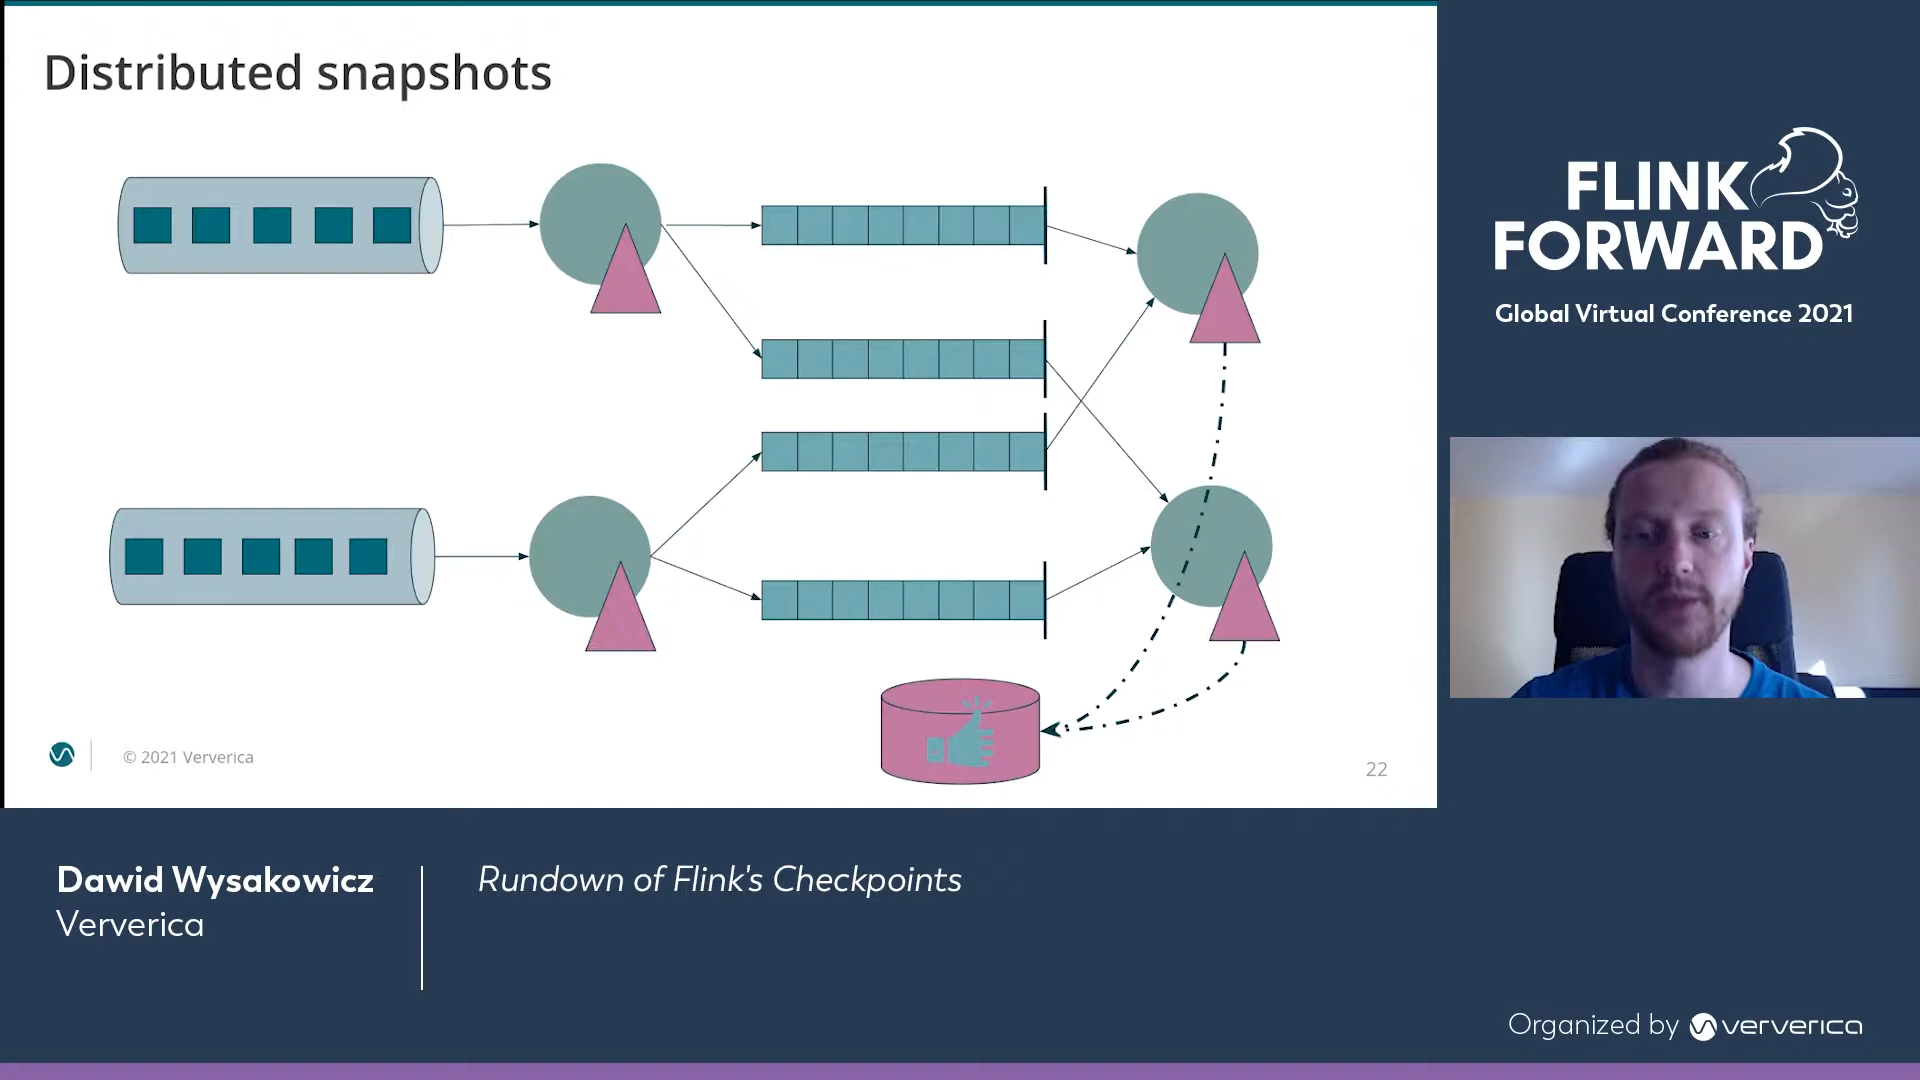 Distributed snapshots
© 2021 Ververica
22
FLINK
FORWARD
Global Virtual Conference 2021
Dawid Wysakowicz
Ververica
Rundown of Flink's Checkpoints
Organized by ververica